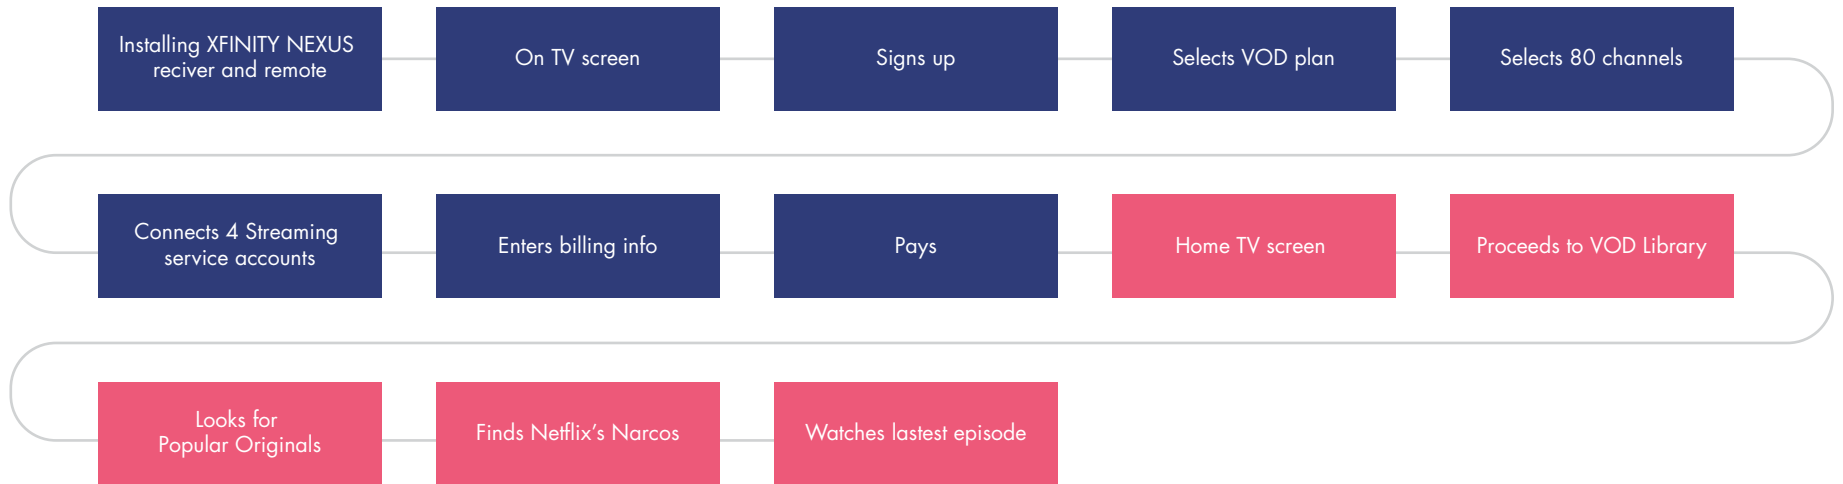 Installing XFINITY NEXUS
reciver and remote
On TV screen
Signs up
Selects VOD plan
Selects 80 channels
Connects 4 Streaming
service accounts
Enters billing info
Pays
Home TV screen
Proceeds to VOD Library
Looks for
Popular Originals
Finds Netflix's Narcos
Watches lastest episode